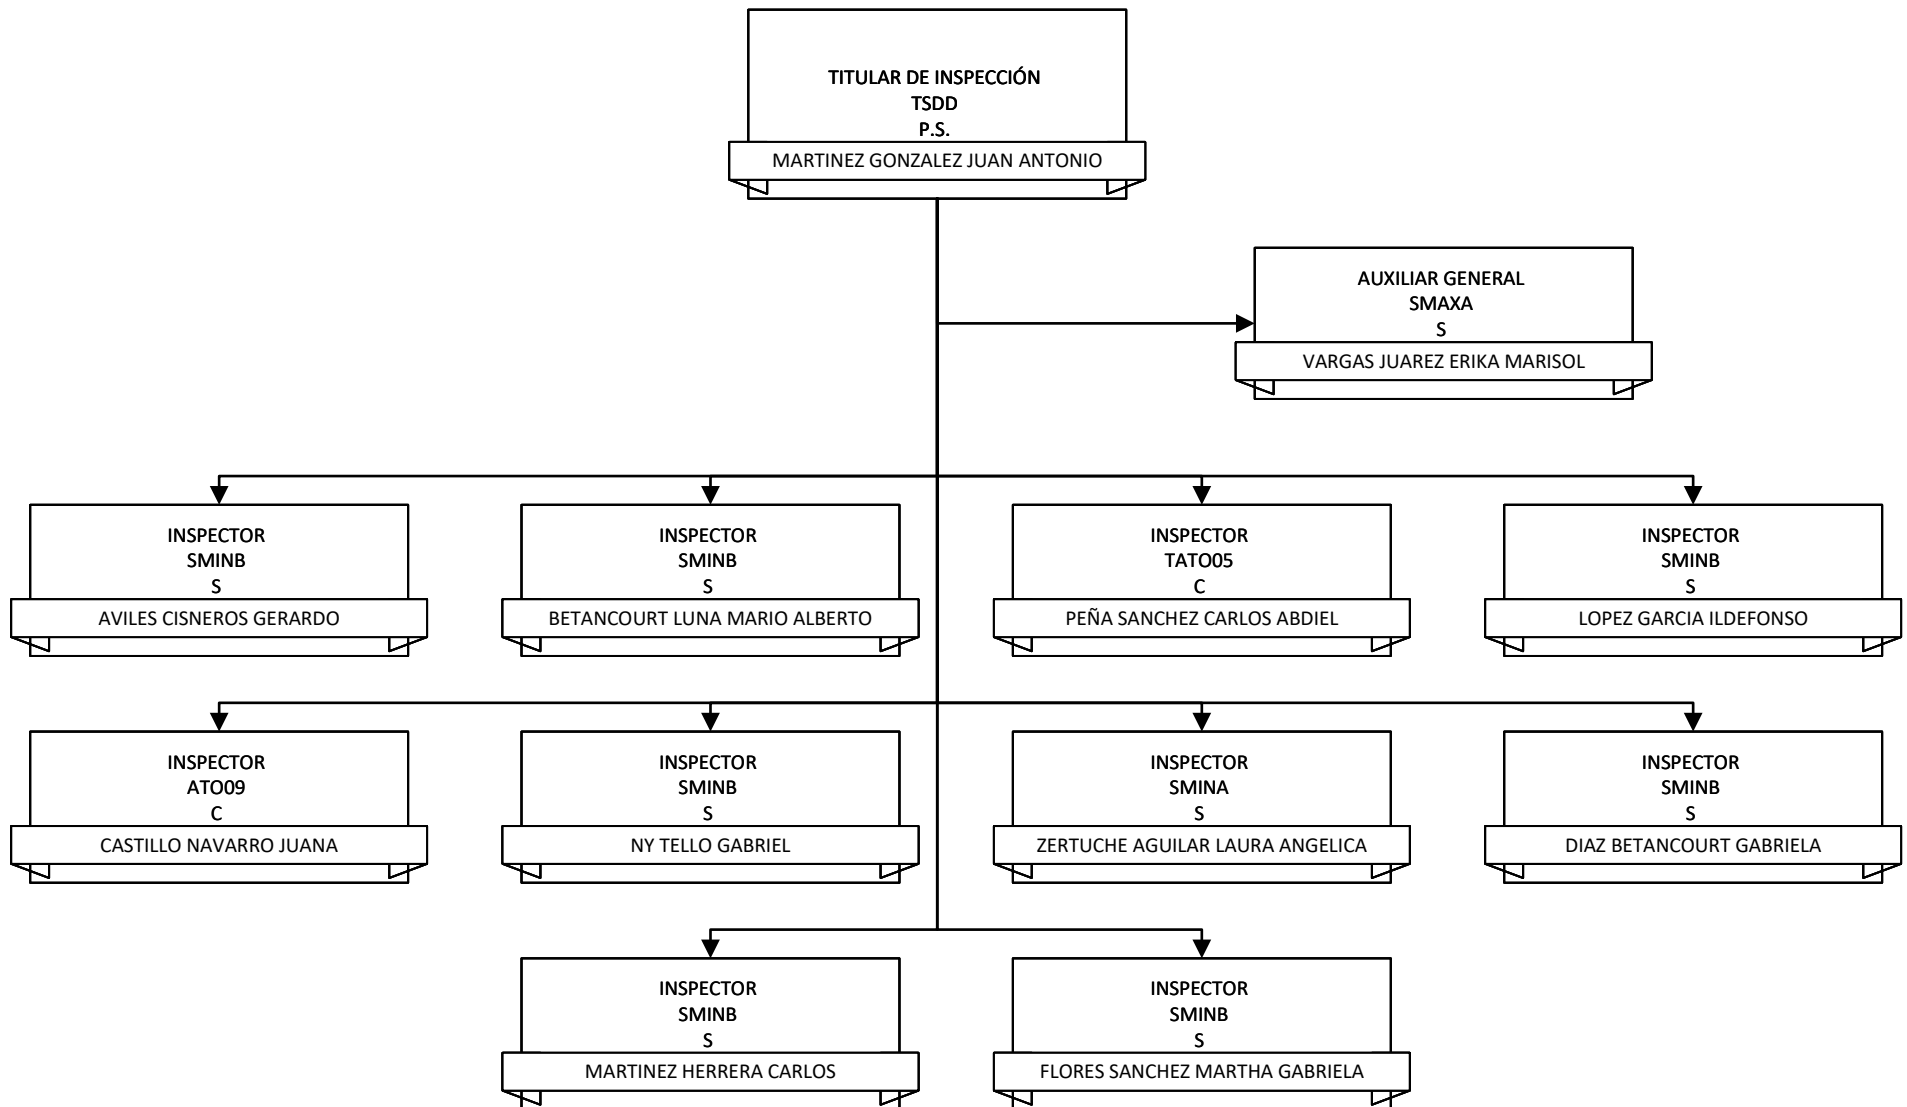 TITULAR DE INSPECCIÓN
TSDD
P.S.
MARTINEZ GONZALEZ JUAN ANTONIO
AUXILIAR GENERAL
SMAXA
S
VARGAS JUAREZ ERIKA MARISOL
INSPECTOR
SMINB
S
AVILES CISNEROS GERARDO
INSPECTOR
SMINB
S
BETANCOURT LUNA MARIO ALBERTO
INSPECTOR
TATO05
C
PEÑA SANCHEZ CARLOS ABDIEL
INSPECTOR
SMINB
S
LOPEZ GARCIA ILDEFONSO
INSPECTOR
ATO09
C
CASTILLO NAVARRO JUANA
INSPECTOR
SMINB
S
NY TELLO GABRIEL
INSPECTOR
SMINA
S
ZERTUCHE AGUILAR LAURA ANGELICA
INSPECTOR
SMINB
S
DIAZ BETANCOURT GABRIELA
INSPECTOR
SMINB
S
MARTINEZ HERRERA CARLOS
INSPECTOR
SMINB
S
FLORES SANCHEZ MARTHA GABRIELA